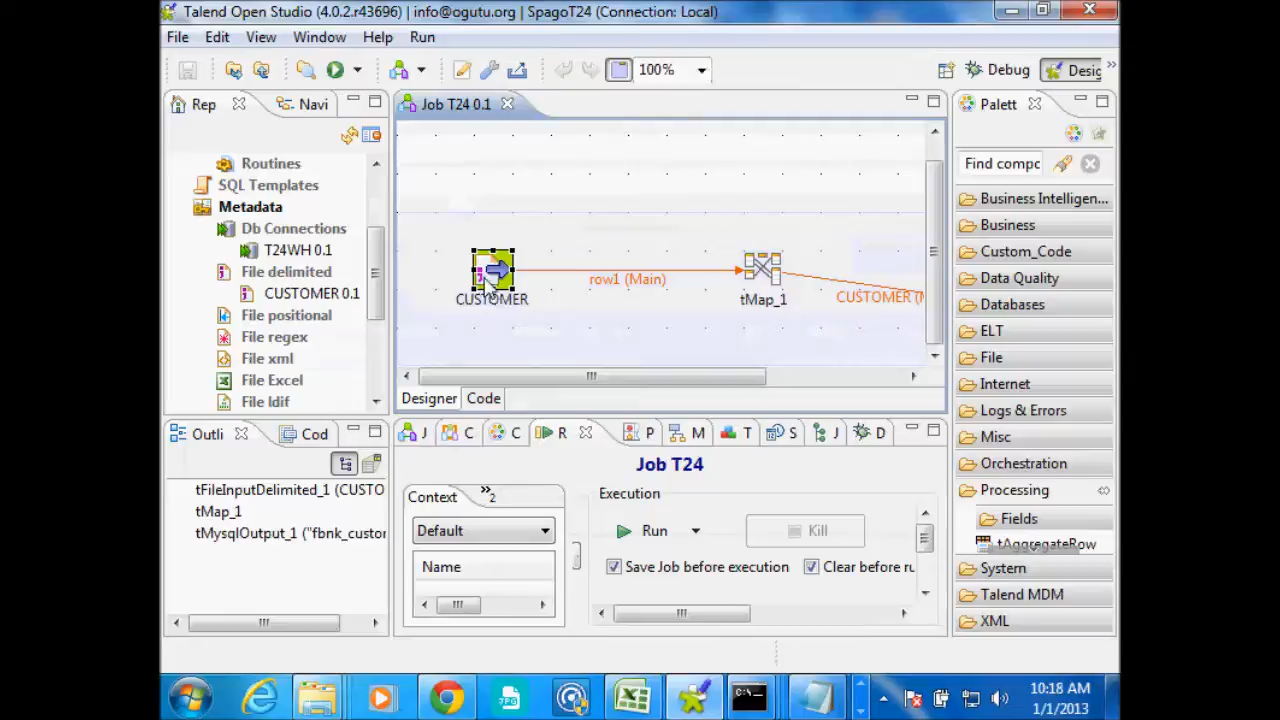 Talend Open Studio (4.0.2.r43696) | info@ogutu.org | SpagoT24 (Connection: Local)
File Edit View Window Help Run
100%
Debug
Desig
Rep
Navi
Routines
SQL Templates
Metadata
Db Connections
T24WH 0.1
File delimited
CUSTOMER 0.1
File positional
File regex
File xml
File Excel
File ldif
Job T24 0.1
CUSTOMER
row1 (Main)
tMap_1
CUSTOMER (M
Designer
Code
Palett
Find compc
Business Intelligen...
Business
Custom_Code
Data Quality
Databases
ELT
File
Internet
Logs & Errors
Misc
Orchestration
Processing
Fields
tAggregateRow
System
Talend MDM
XML
Outli
Cod
tFileInputDelimited_1 (CUSTO
tMap_1
tMysqlOutput_1 ("fbnk_custor
J C C R P M T S J D
Job T24
Context
2
Default
Name
Execution
Run
Kill
Save Job before execution
Clear before ru
JPG
C:\
10:18 AM
1/1/2013